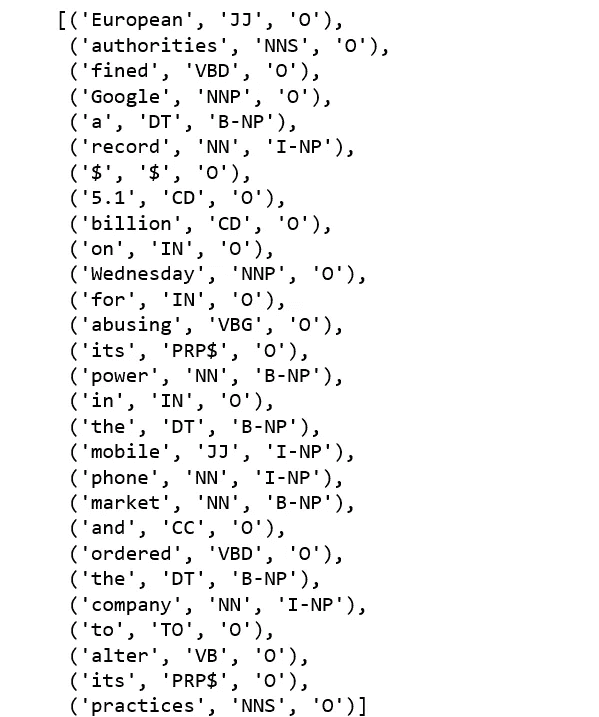 [('European', 'JJ', 'O'),
('authorities', 'NNS', 'O'),
('fined', 'VBD', 'O'),
('Google', 'NNP', 'O'),
('a', 'DT', 'B-NP'),
('record', 'NN', 'I-NP'),
('$', '$', 'O'),
('5.1', 'CD', 'O'),
('billion', 'CD', 'O'),
('on', 'IN', 'O'),
('Wednesday', 'NNP', 'O'),
('for', 'IN', 'O'),
('abusing', 'VBG', 'O'),
('its', 'PRP$', 'O'),
('power', 'NN', 'B-NP'),
('in', 'IN', 'O'),
('the', 'DT', 'B-NP'),
('mobile', 'JJ', 'I-NP'),
('phone', 'NN', 'I-NP'),
('market', 'NN', 'B-NP'),
('and', 'CC', 'O'),
('ordered', 'VBD', 'O'),
('the', 'DT', 'B-NP'),
('company', 'NN', 'I-NP'),
('to', 'TO', 'O'),
('alter', 'VB', 'O'),
('its', 'PRP$', 'O'),
('practices', 'NNS', 'O')]